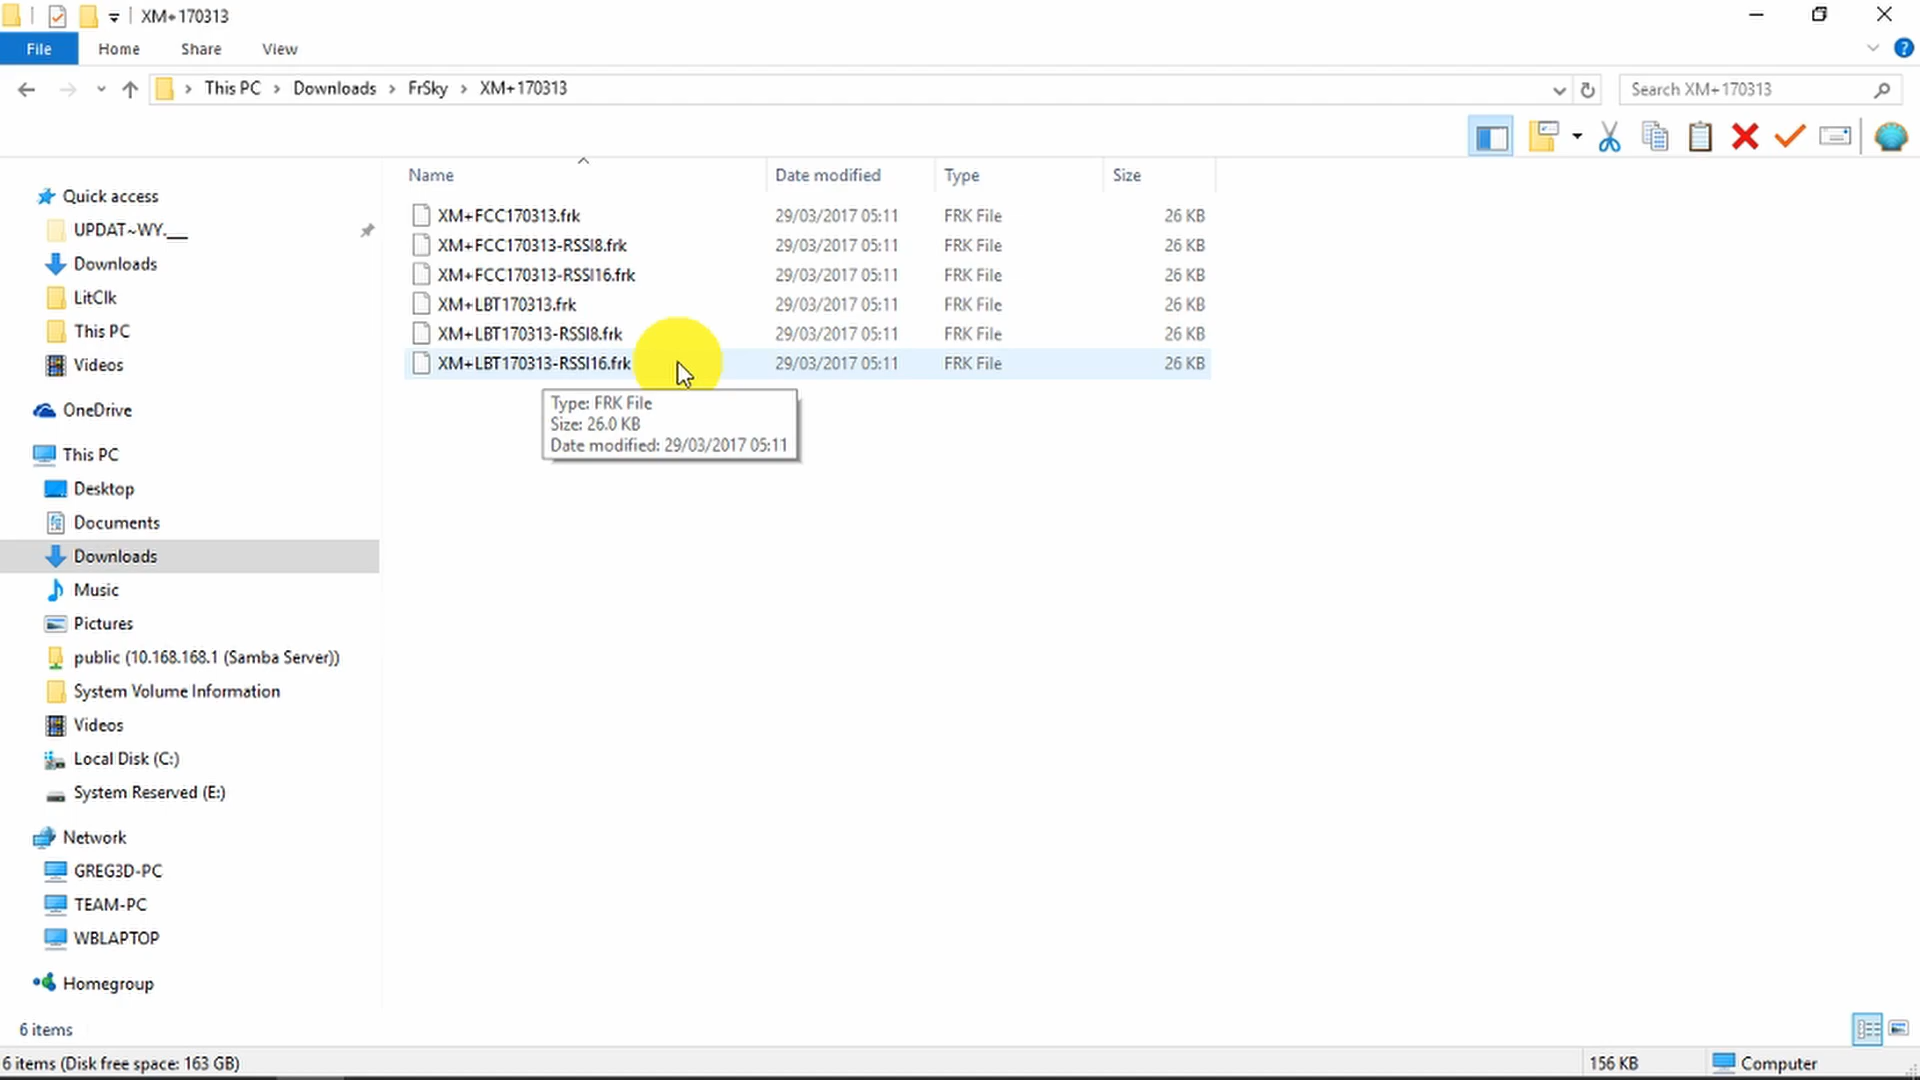 XM+170313
File Home Share View
This PC Downloads FrSky XM+170313 Search XM+170313
Name Date modified Type Size
XM+FCC170313.frk 29/03/2017 05:11 FRK File 26 KB
XM+FCC170313-RSSI8.frk 29/03/2017 05:11 FRK File 26 KB
XM+FCC170313-RSSI16.frk 29/03/2017 05:11 FRK File 26 KB
XM+LBT170313.frk 29/03/2017 05:11 FRK File 26 KB
XM+LBT170313-RSSI8.frk 29/03/2017 05:11 FRK File 26 KB
XM+LBT170313-RSSI16.frk 29/03/2017 05:11 FRK File 26 KB
Type: FRK File
Size: 26.0 KB
Date modified: 29/03/2017 05:11
Quick access
UPDAT~WY.___
Downloads
LitClk
This PC
Videos
OneDrive
This PC
Desktop
Documents
Downloads
Music
Pictures
public (10.168.168.1 (Samba Server))
System Volume Information
Videos
Local Disk (C:)
System Reserved (E:)
Network
GREG3D-PC
TEAM-PC
WBLAPTOP
Homegroup
6 items
6 items (Disk free space: 163 GB) 156 KB Computer